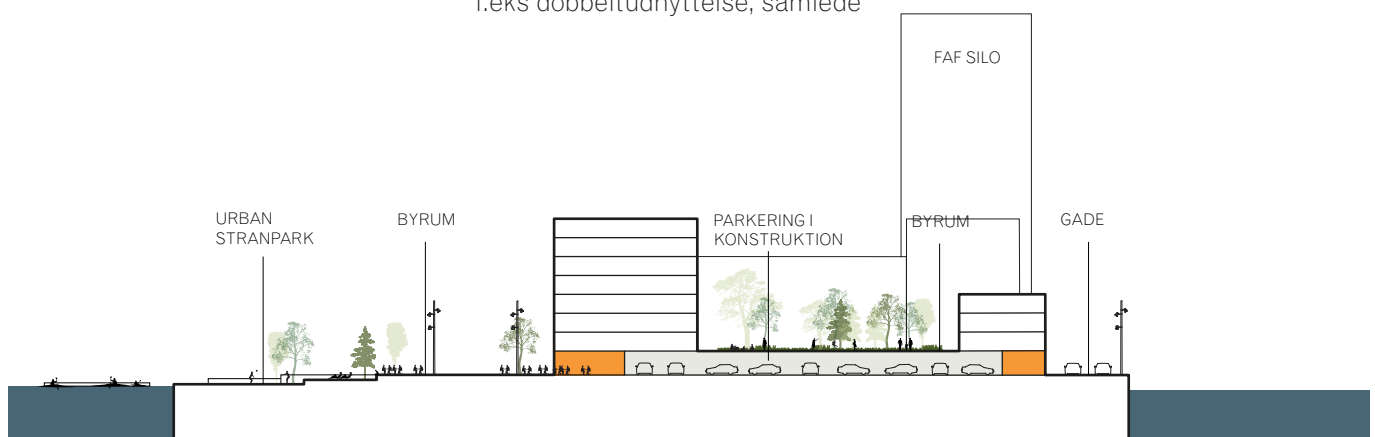 f.eks dobbeltudnyttelse, samlede
FAF SILO
URBAN
STRANPARK
BYRUM
PARKERING I
KONSTRUKTION
BYRUM
GADE